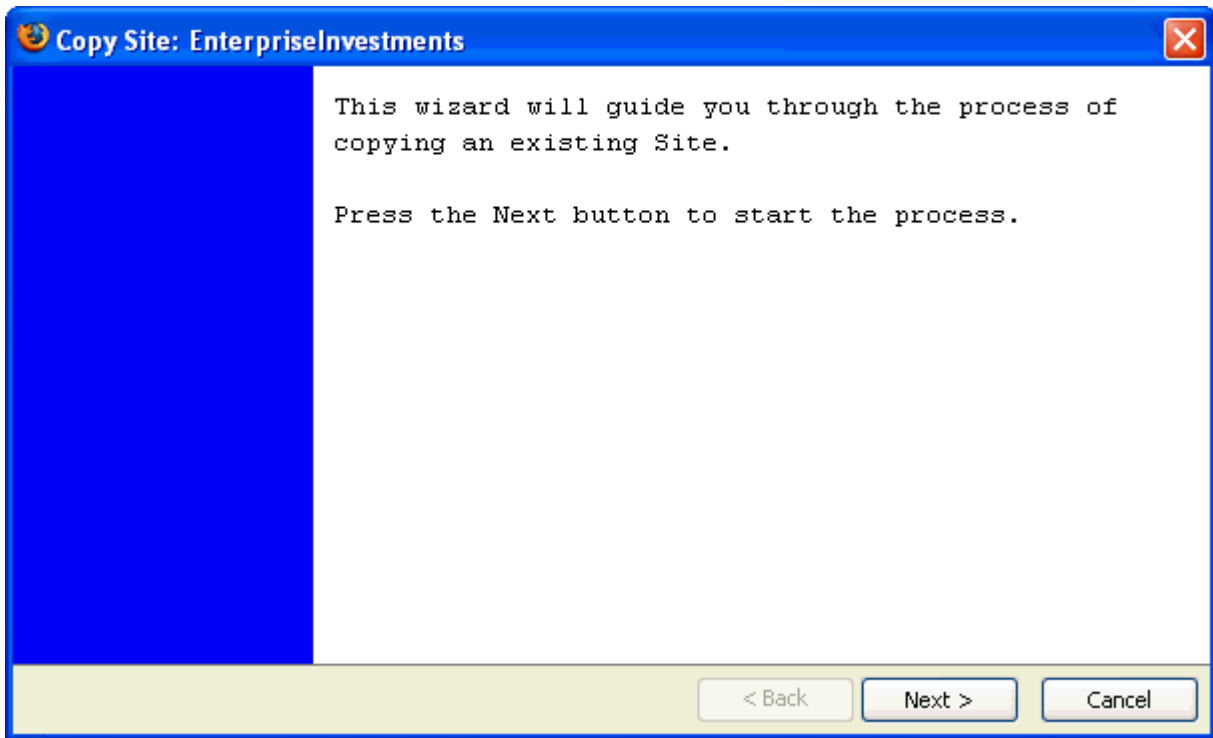 Copy Site: EnterpriseInvestments
This wizard will guide you through the process of
copying an existing Site.
Press the Next button to start the process.
< Back Next > Cancel